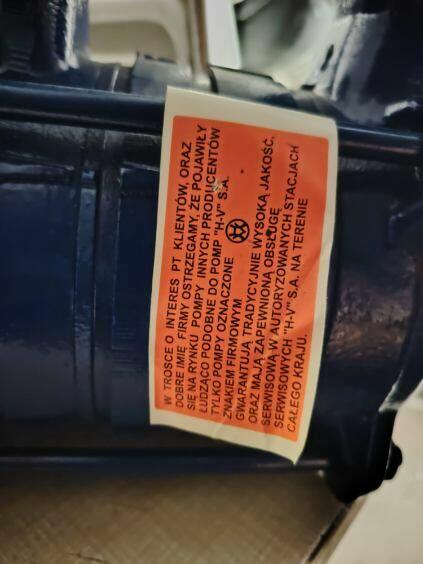 W TROSCE O INTERES PT KLIENTÓW, ORAZ
DOBRE IMIĘ FIRMY OSTRZEGAMY, ŻE POJAWIŁY
SIĘ NA RYNKU POMPY INNYCH PRODUCENTÓW
ŁUDZĄCO PODOBNE DO POMP "H-V" S.A.
TYLKO POMPY OZNACZONE
ZNAKIEM FIRMOWYM
GWARANTUJĄ TRADYCYJNIE WYSOKĄ JAKOŚĆ,
ORAZ MAJĄ ZAPEWNIONĄ OBSŁUGĘ
SERWISOWĄ W AUTORYZOWANYCH STACJACH
SERWISOWYCH "H-V" S.A. NA TERENIE
CAŁEGO KRAJU.